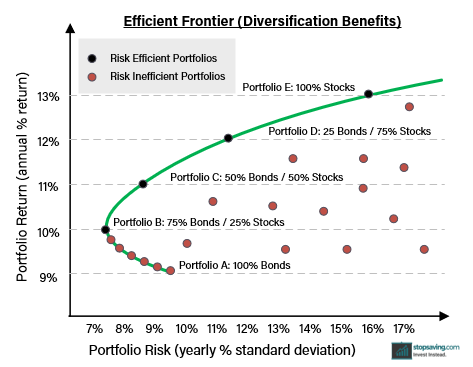 Efficient Frontier (Diversification Benefits)
Risk Efficient Portfolios
Risk Inefficient Portfolios
Portfolio E: 100% Stocks
Portfolio D: 25 Bonds / 75% Stocks
Portfolio C: 50% Bonds / 50% Stocks
Portfolio B: 75% Bonds / 25% Stocks
Portfolio A: 100% Bonds
Portfolio Return (annual % return)
13%
12%
11%
10%
9%
7% 8% 9% 10% 11% 12% 13% 14% 15% 16% 17%
Portfolio Risk (yearly % standard deviation)
stopsaving.com
Invest Instead.